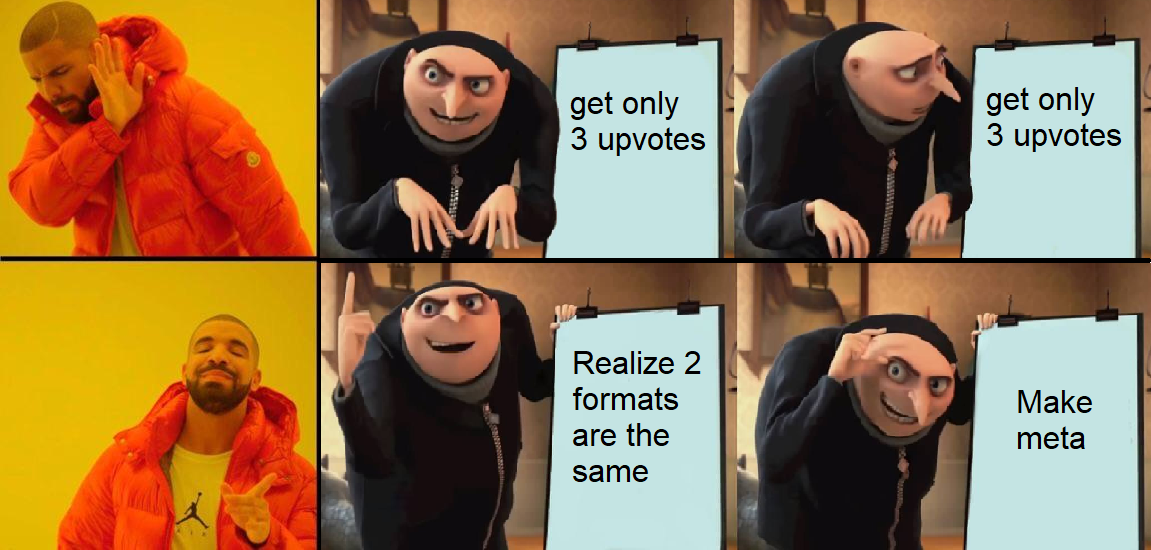 get only
3 upvotes
get only
3 upvotes
Realize 2
formats
are the
same
Make
meta